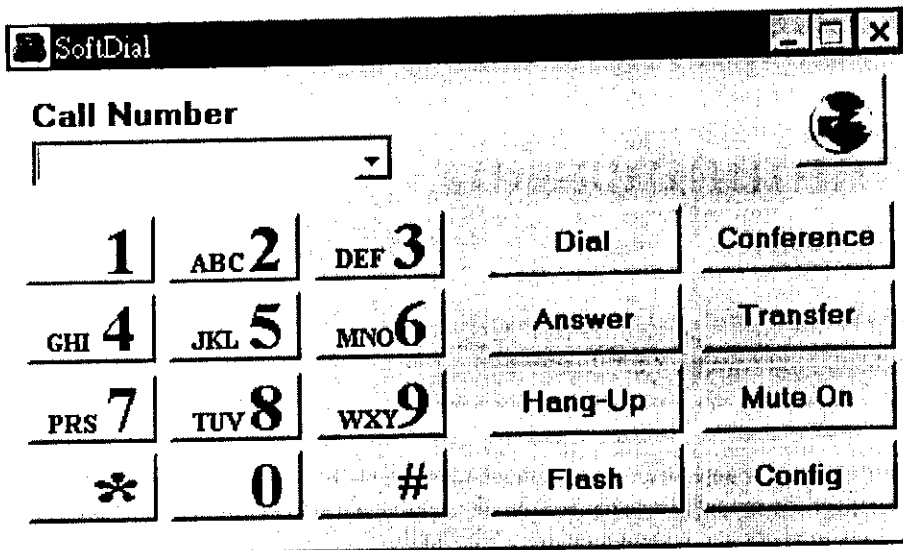 SoftDial
Call Number
1 ABC 2 DEF 3 Dial Conference
GHI 4 JKL 5 MNO 6 Answer Transfer
PRS 7 TUV 8 WXY 9 Hang-Up Mute On
* 0 # Flash Config